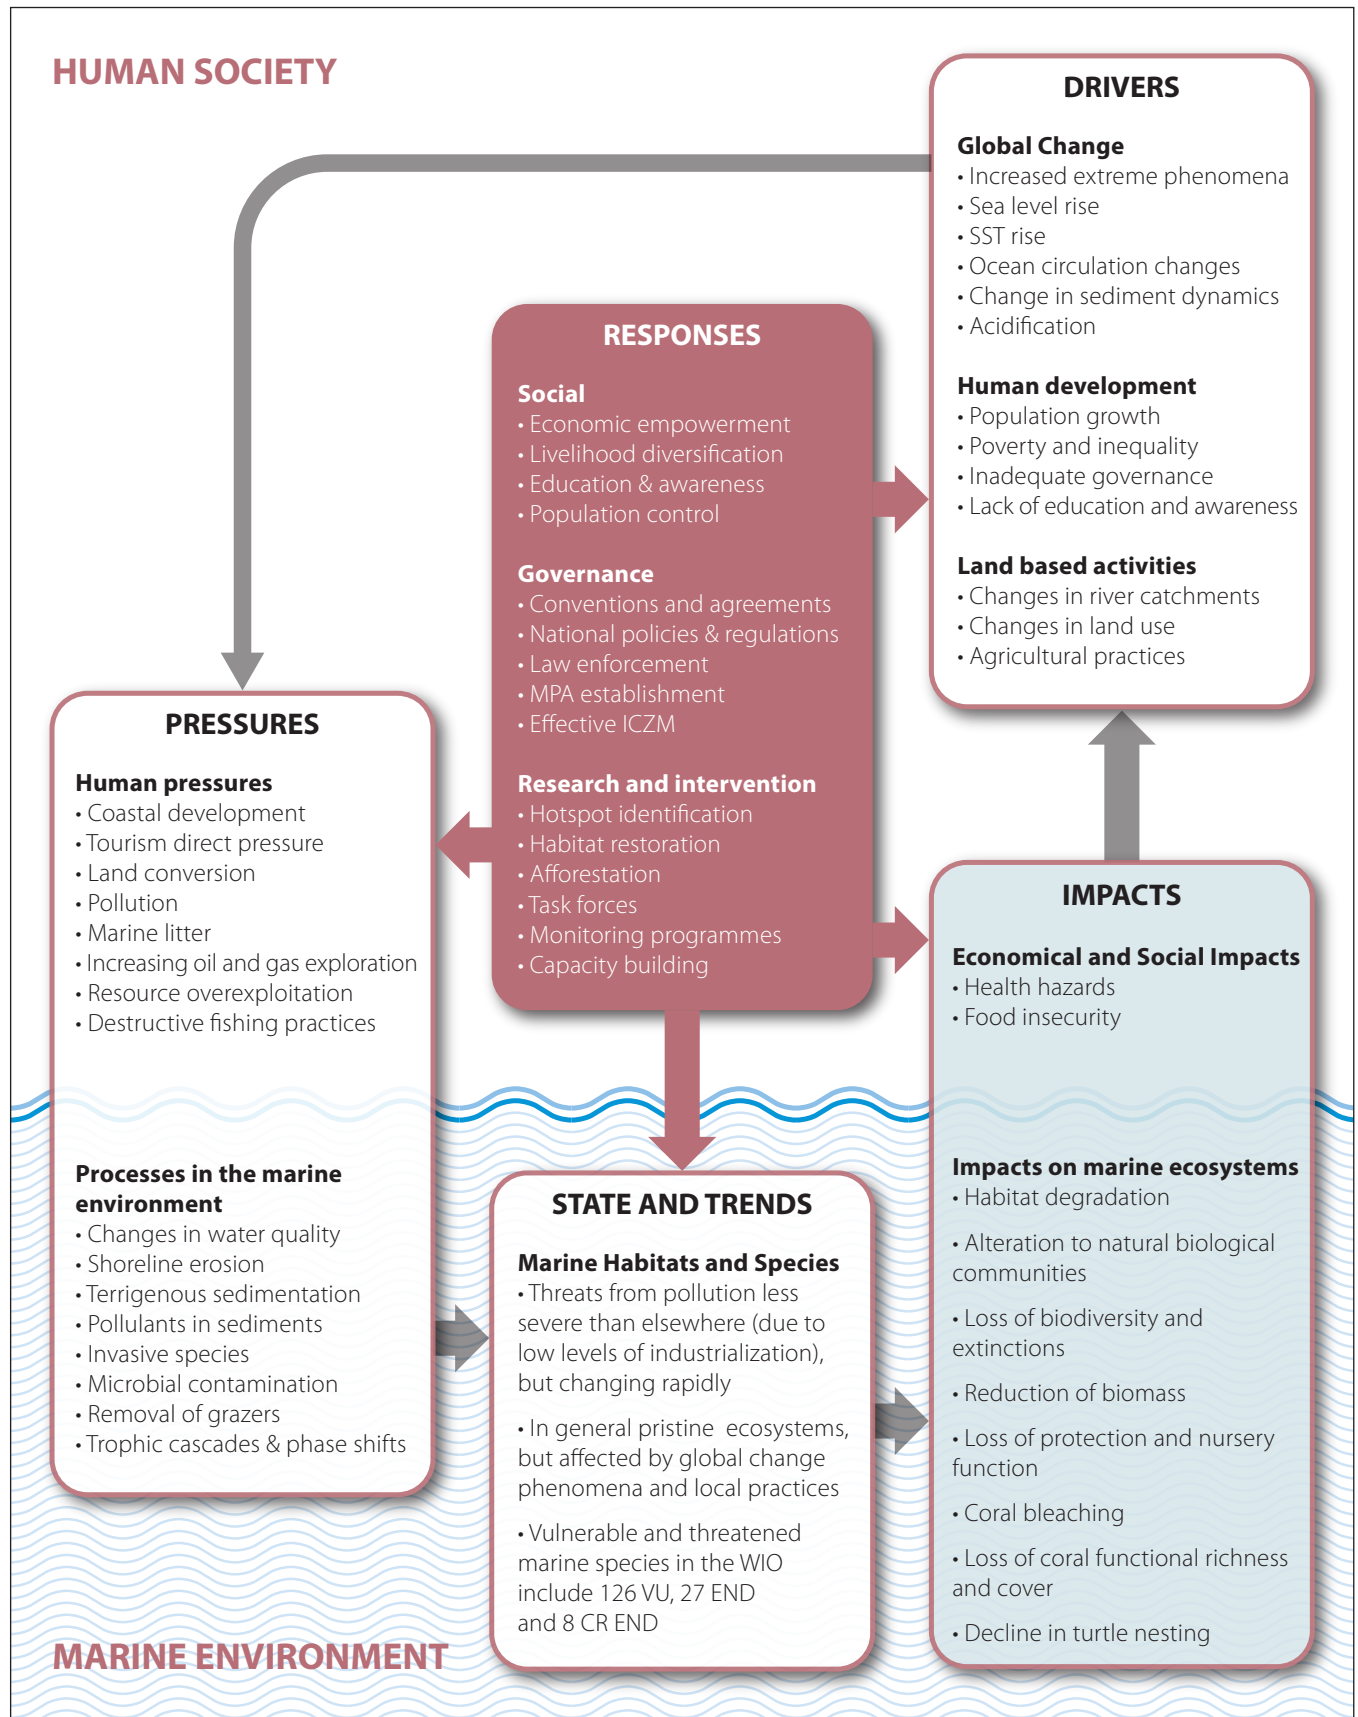 HUMAN SOCIETY
DRIVERS
Global Change
• Increased extreme phenomena
• Sea level rise
• SST rise
• Ocean circulation changes
• Change in sediment dynamics
• Acidification
Human development
• Population growth
• Poverty and inequality
• Inadequate governance
• Lack of education and awareness
Land based activities
• Changes in river catchments
• Changes in land use
• Agricultural practices
RESPONSES
Social
• Economic empowerment
• Livelihood diversification
• Education & awareness
• Population control
Governance
• Conventions and agreements
• National policies & regulations
• Law enforcement
• MPA establishment
• Effective ICZM
Research and intervention
• Hotspot identification
• Habitat restoration
• Afforestation
• Task forces
• Monitoring programmes
• Capacity building
PRESSURES
Human pressures
• Coastal development
• Tourism direct pressure
• Land conversion
• Pollution
• Marine litter
• Increasing oil and gas exploration
• Resource overexploitation
• Destructive fishing practices
Processes in the marine
environment
• Changes in water quality
• Shoreline erosion
• Terrigenous sedimentation
• Pollulants in sediments
• Invasive species
• Microbial contamination
• Removal of grazers
• Trophic cascades & phase shifts
STATE AND TRENDS
Marine Habitats and Species
• Threats from pollution less
severe than elsewhere (due to
low levels of industrialization),
but changing rapidly
• In general pristine ecosystems,
but affected by global change
phenomena and local practices
• Vulnerable and threatened
marine species in the WIO
include 126 VU, 27 END
and 8 CR END
IMPACTS
Economical and Social Impacts
• Health hazards
• Food insecurity
Impacts on marine ecosystems
• Habitat degradation
• Alteration to natural biological
communities
• Loss of biodiversity and
extinctions
• Reduction of biomass
• Loss of protection and nursery
function
• Coral bleaching
• Loss of coral functional richness
and cover
• Decline in turtle nesting
MARINE ENVIRONMENT